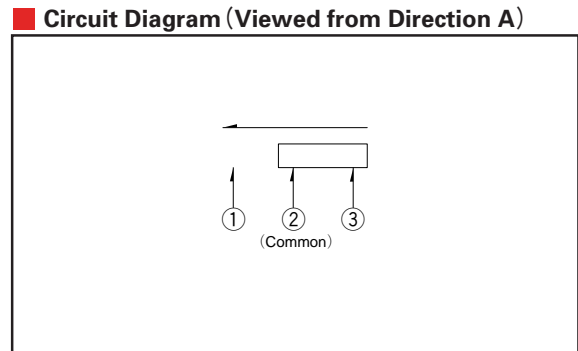 Circuit Diagram（Viewed from Direction A）
① ② ③
（Common）